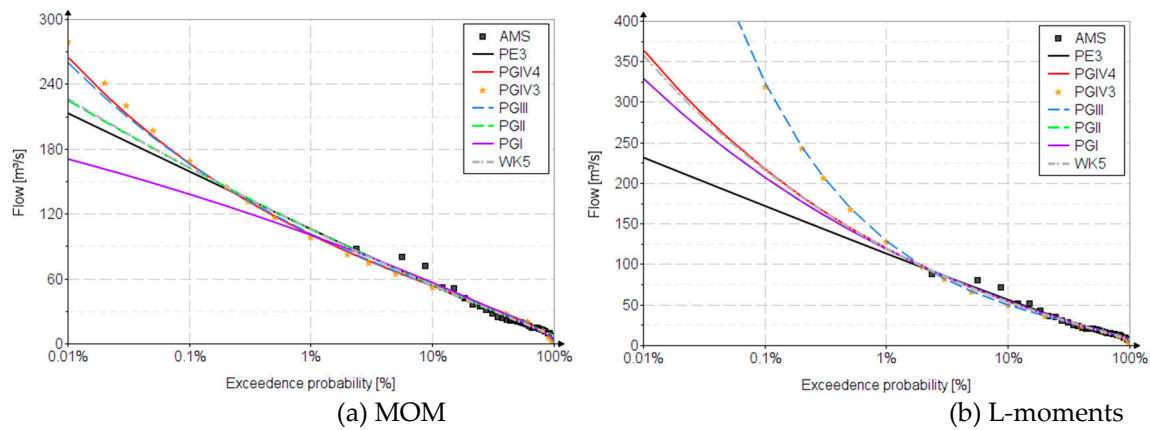 300
240
180
120
60
0
Flow [m³/s]
AMS
PE3
PGIV4
PGIV3
PGIII
PGII
PGI
WK5
0.01%
0.1%
1%
10%
100%
Exceedence probability [%]
(a) MOM
400
350
300
250
200
150
100
50
0
Flow [m³/s]
AMS
PE3
PGIV4
PGIV3
PGIII
PGII
PGI
WK5
0.01%
0.1%
1%
10%
100%
Exceedence probability [%]
(b) L-moments